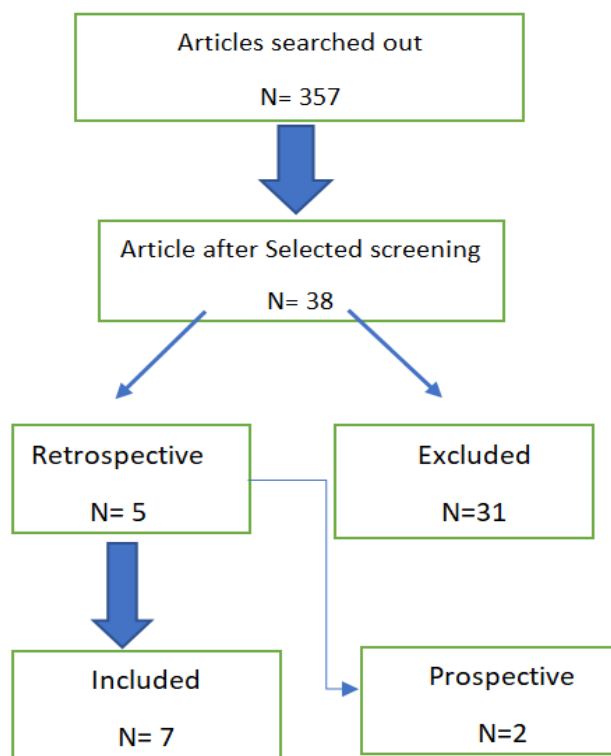 Articles searched out
N= 357
Article after Selected screening
N= 38
Retrospective
N= 5
Excluded
N=31
Included
N= 7
Prospective
N=2